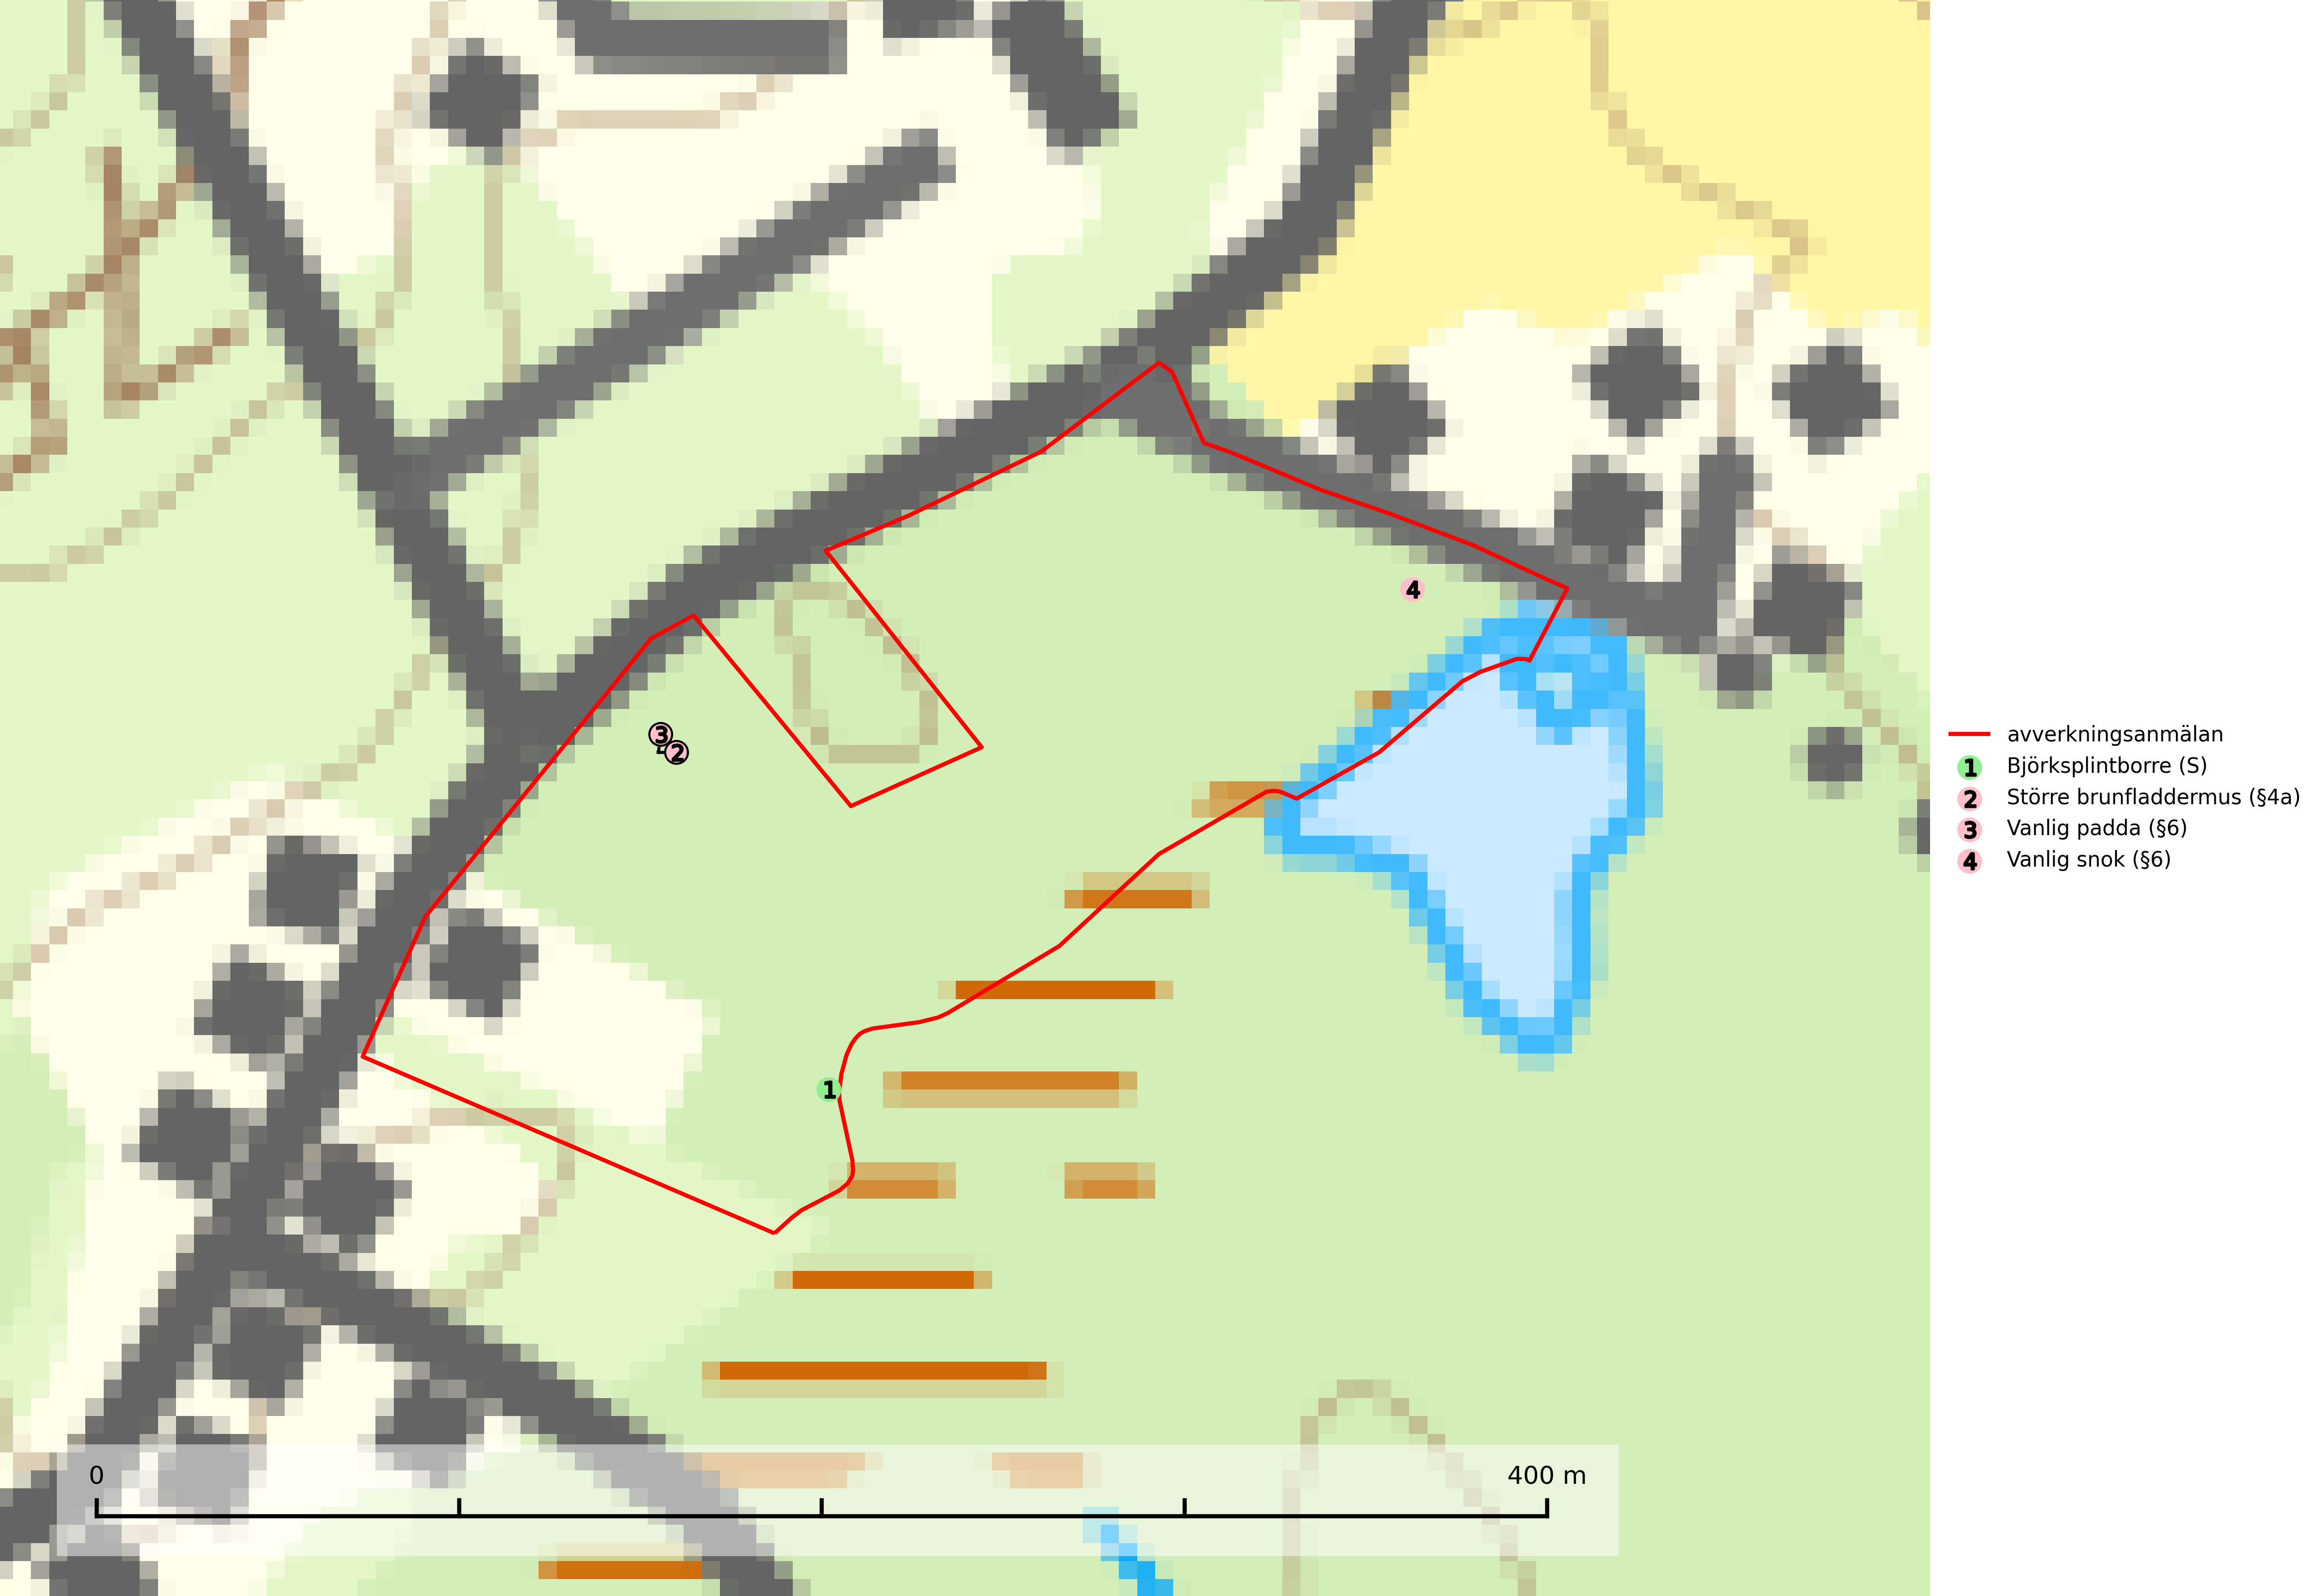 4
3
2
1
avverkningsanmälan
1 Björksplintborre (S)
2 Större brunfladdermus (§4a)
3 Vanlig padda (§6)
4 Vanlig snok (§6)
0 400 m